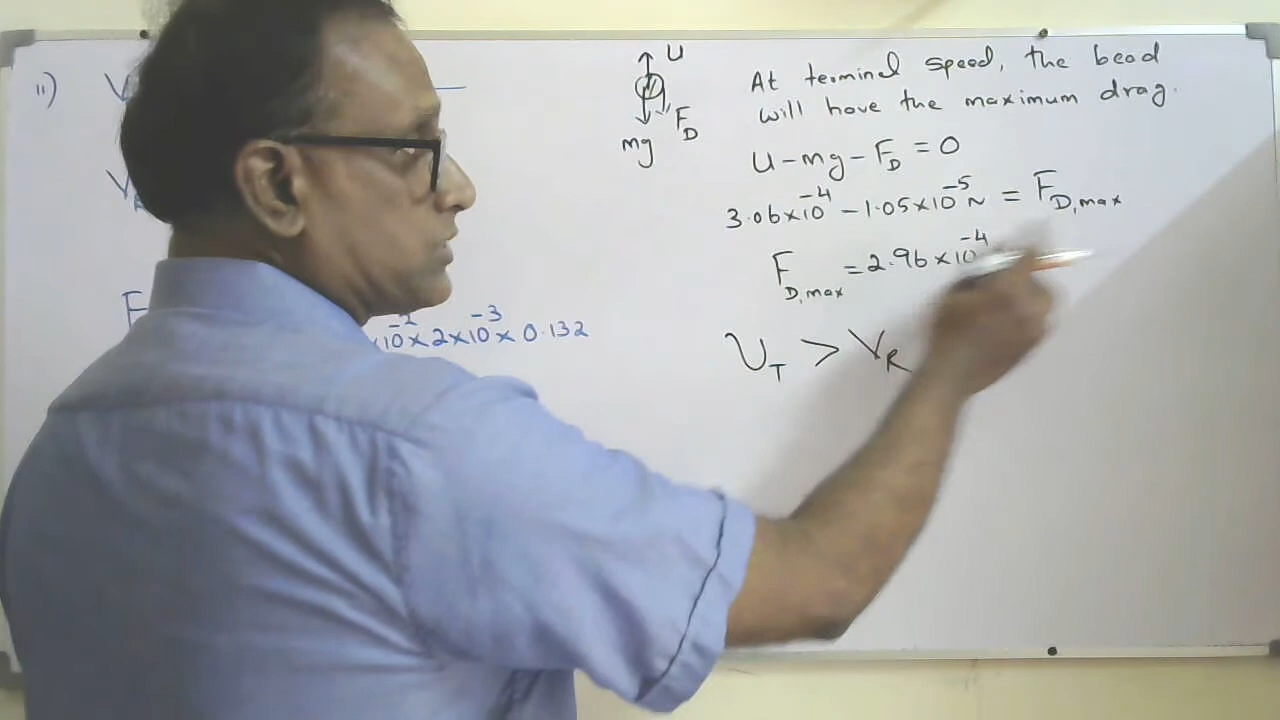 ii) V
U
F_D
mg
V
F
10^-2 × 2×10^-3 × 0.132
At terminal speed, the bead
will have the maximum drag.
U - mg - F_D = 0
3.06×10^-4 - 1.05×10^-5 N = F_D,max
F_D,max = 2.96×10^-4
V_T > V_R